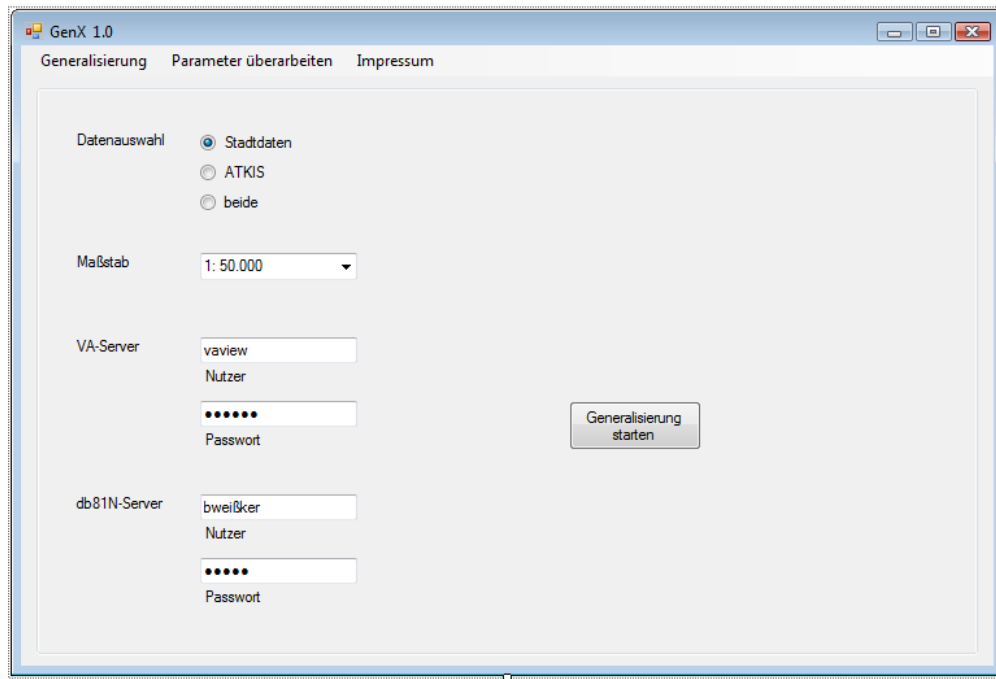 GenX 1.0
Generalisierung Parameter überarbeiten Impressum
Datenauswahl Stadtdaten
ATKIS
beide
Maßstab 1: 50.000
VA-Server vaview
Nutzer
●●●●●●
Generalisierung
starten
Passwort
db81N-Server bweißker
Nutzer
●●●●●
Passwort